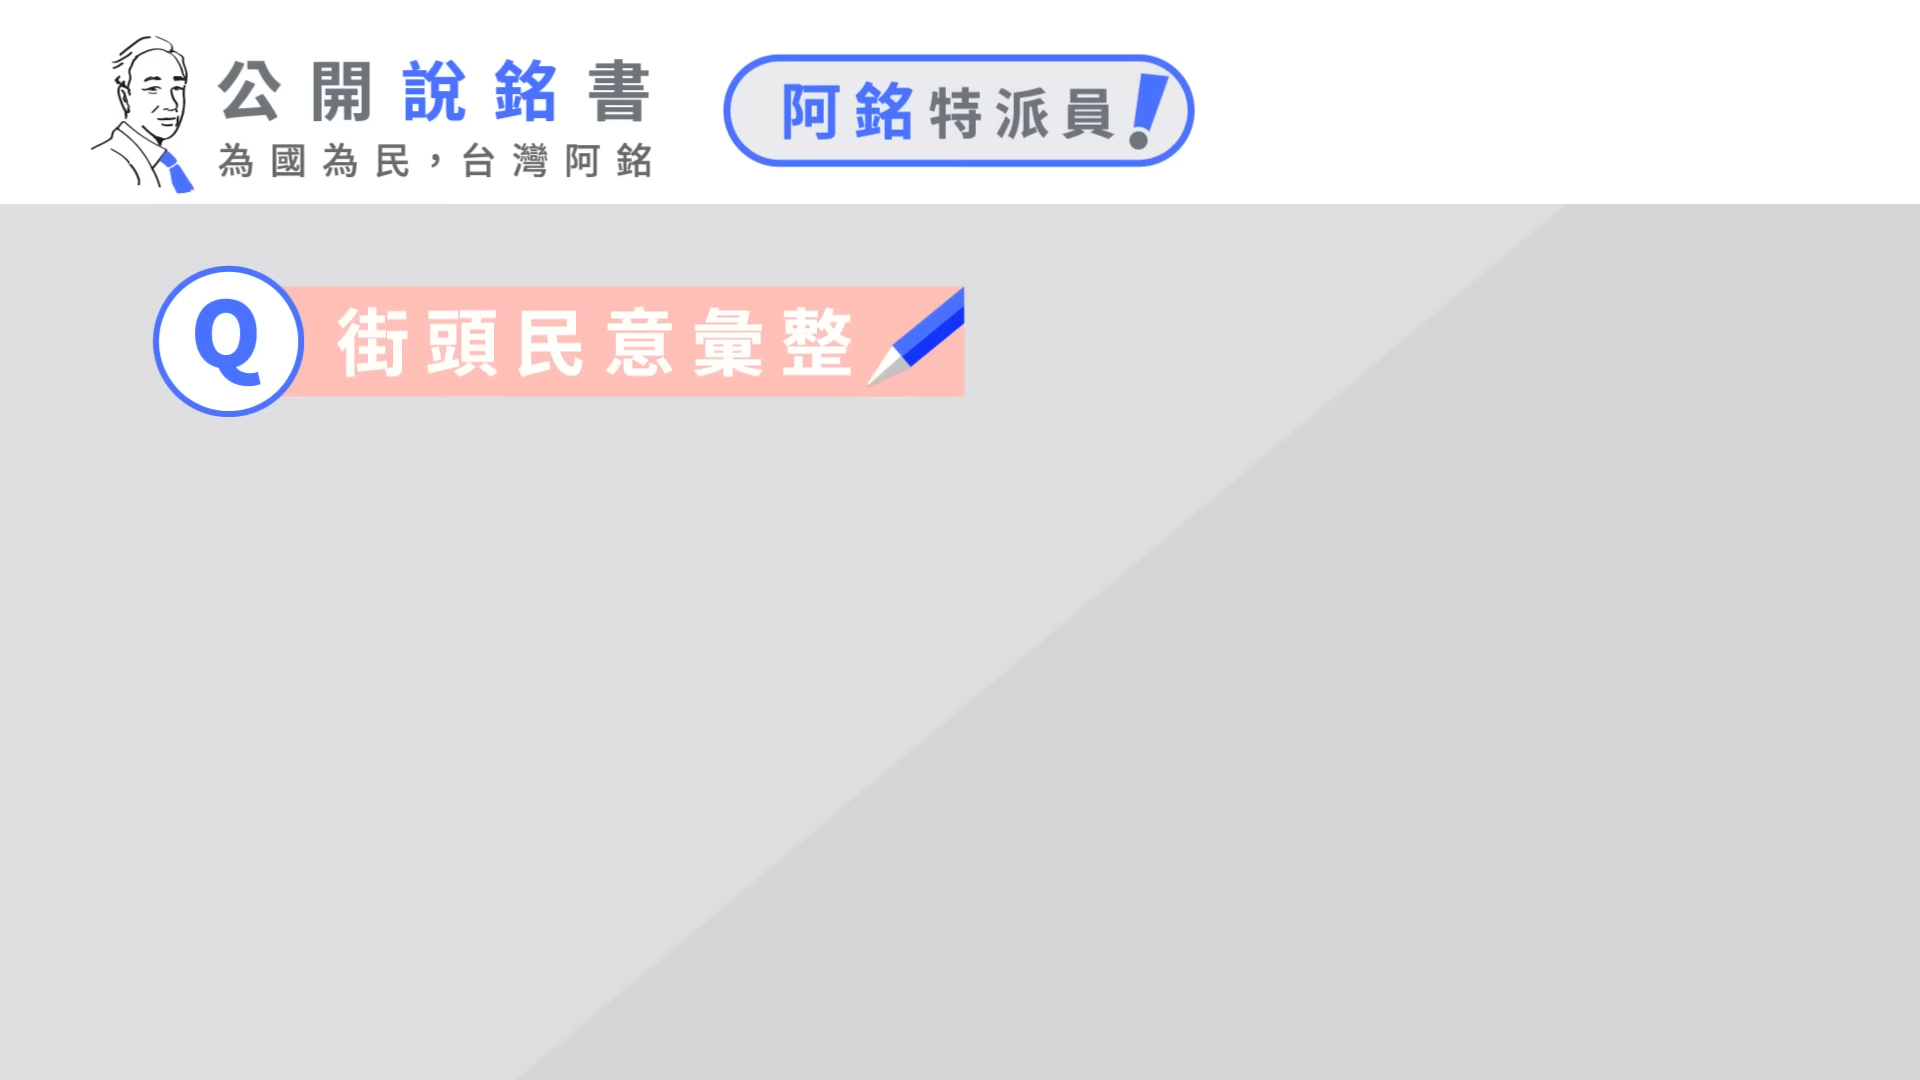 公開說銘書
為國為民，台灣阿銘
阿銘特派員!
Q 街頭民意彙整